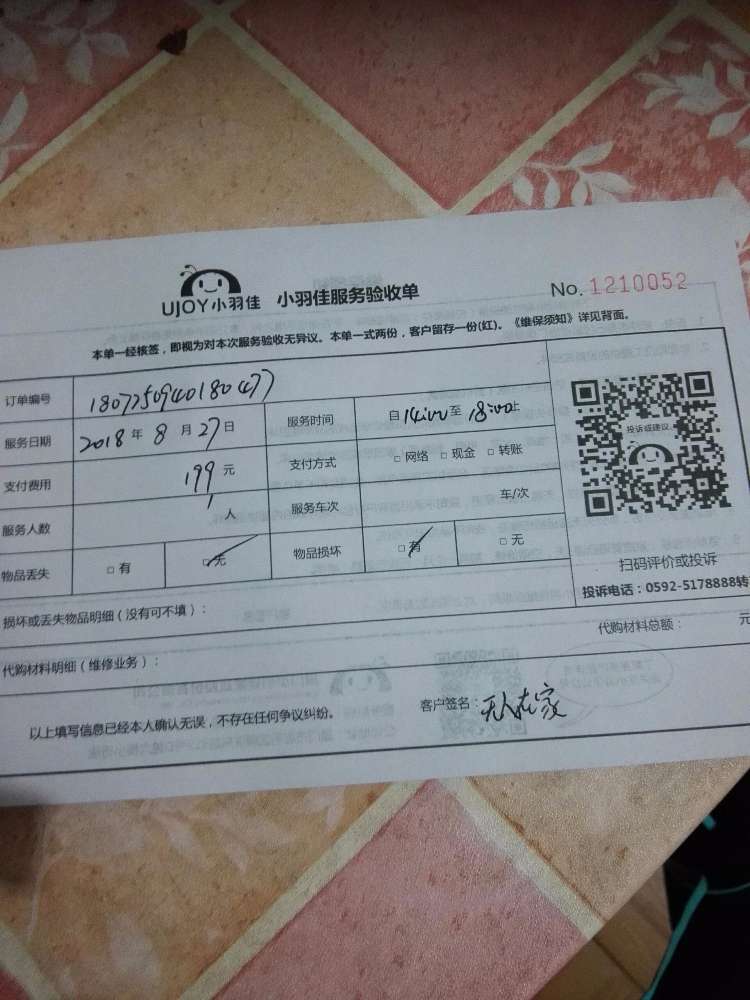 UJOY小羽佳 小羽佳服务验收单 No. 1210052
本单一经核签，即视为对本次服务验收无异议。本单一式两份，客户留存一份(红)。《维保须知》详见背面。
订单编号 1807250940180477
服务日期 2018年8月27日 服务时间 自14:00至18:00止
支付费用 199元 支付方式 □网络 □现金 □转账
服务人数 1人 服务车次 车/次
物品丢失 □有 □无 物品损坏 □有 □无
投诉或建议
扫码评价或投诉
投诉电话：0592-5178888转
损坏或丢失物品明细（没有可不填）：
代购材料明细（维修业务）： 代购材料总额： 元
以上填写信息已经本人确认无误，不存在任何争议纠纷。 客户签名：无人在家